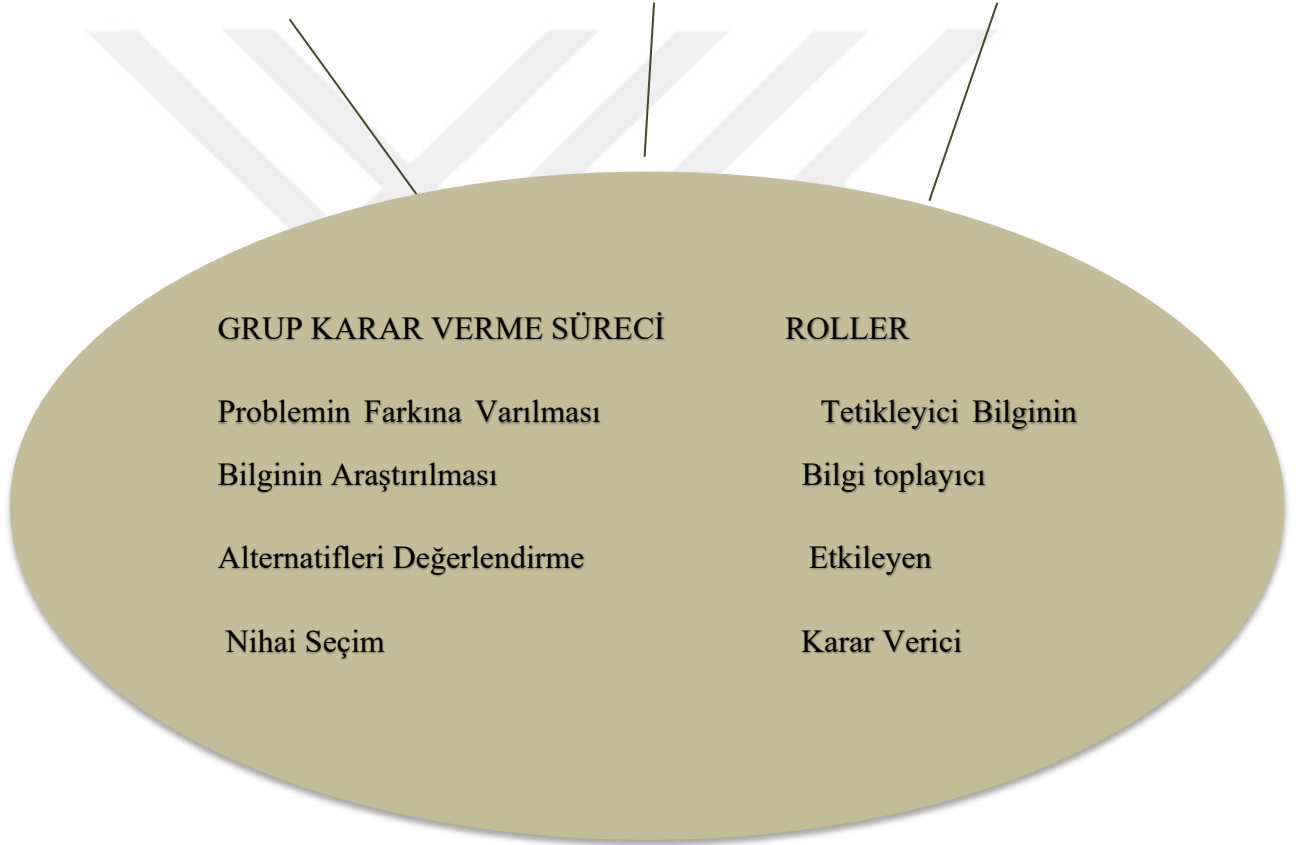 GRUP KARAR VERME SÜRECİ ROLLER
Problemin Farkına Varılması Tetikleyici Bilginin
Bilginin Araştırılması Bilgi toplayıcı
Alternatifleri Değerlendirme Etkileyen
Nihai Seçim Karar Verici